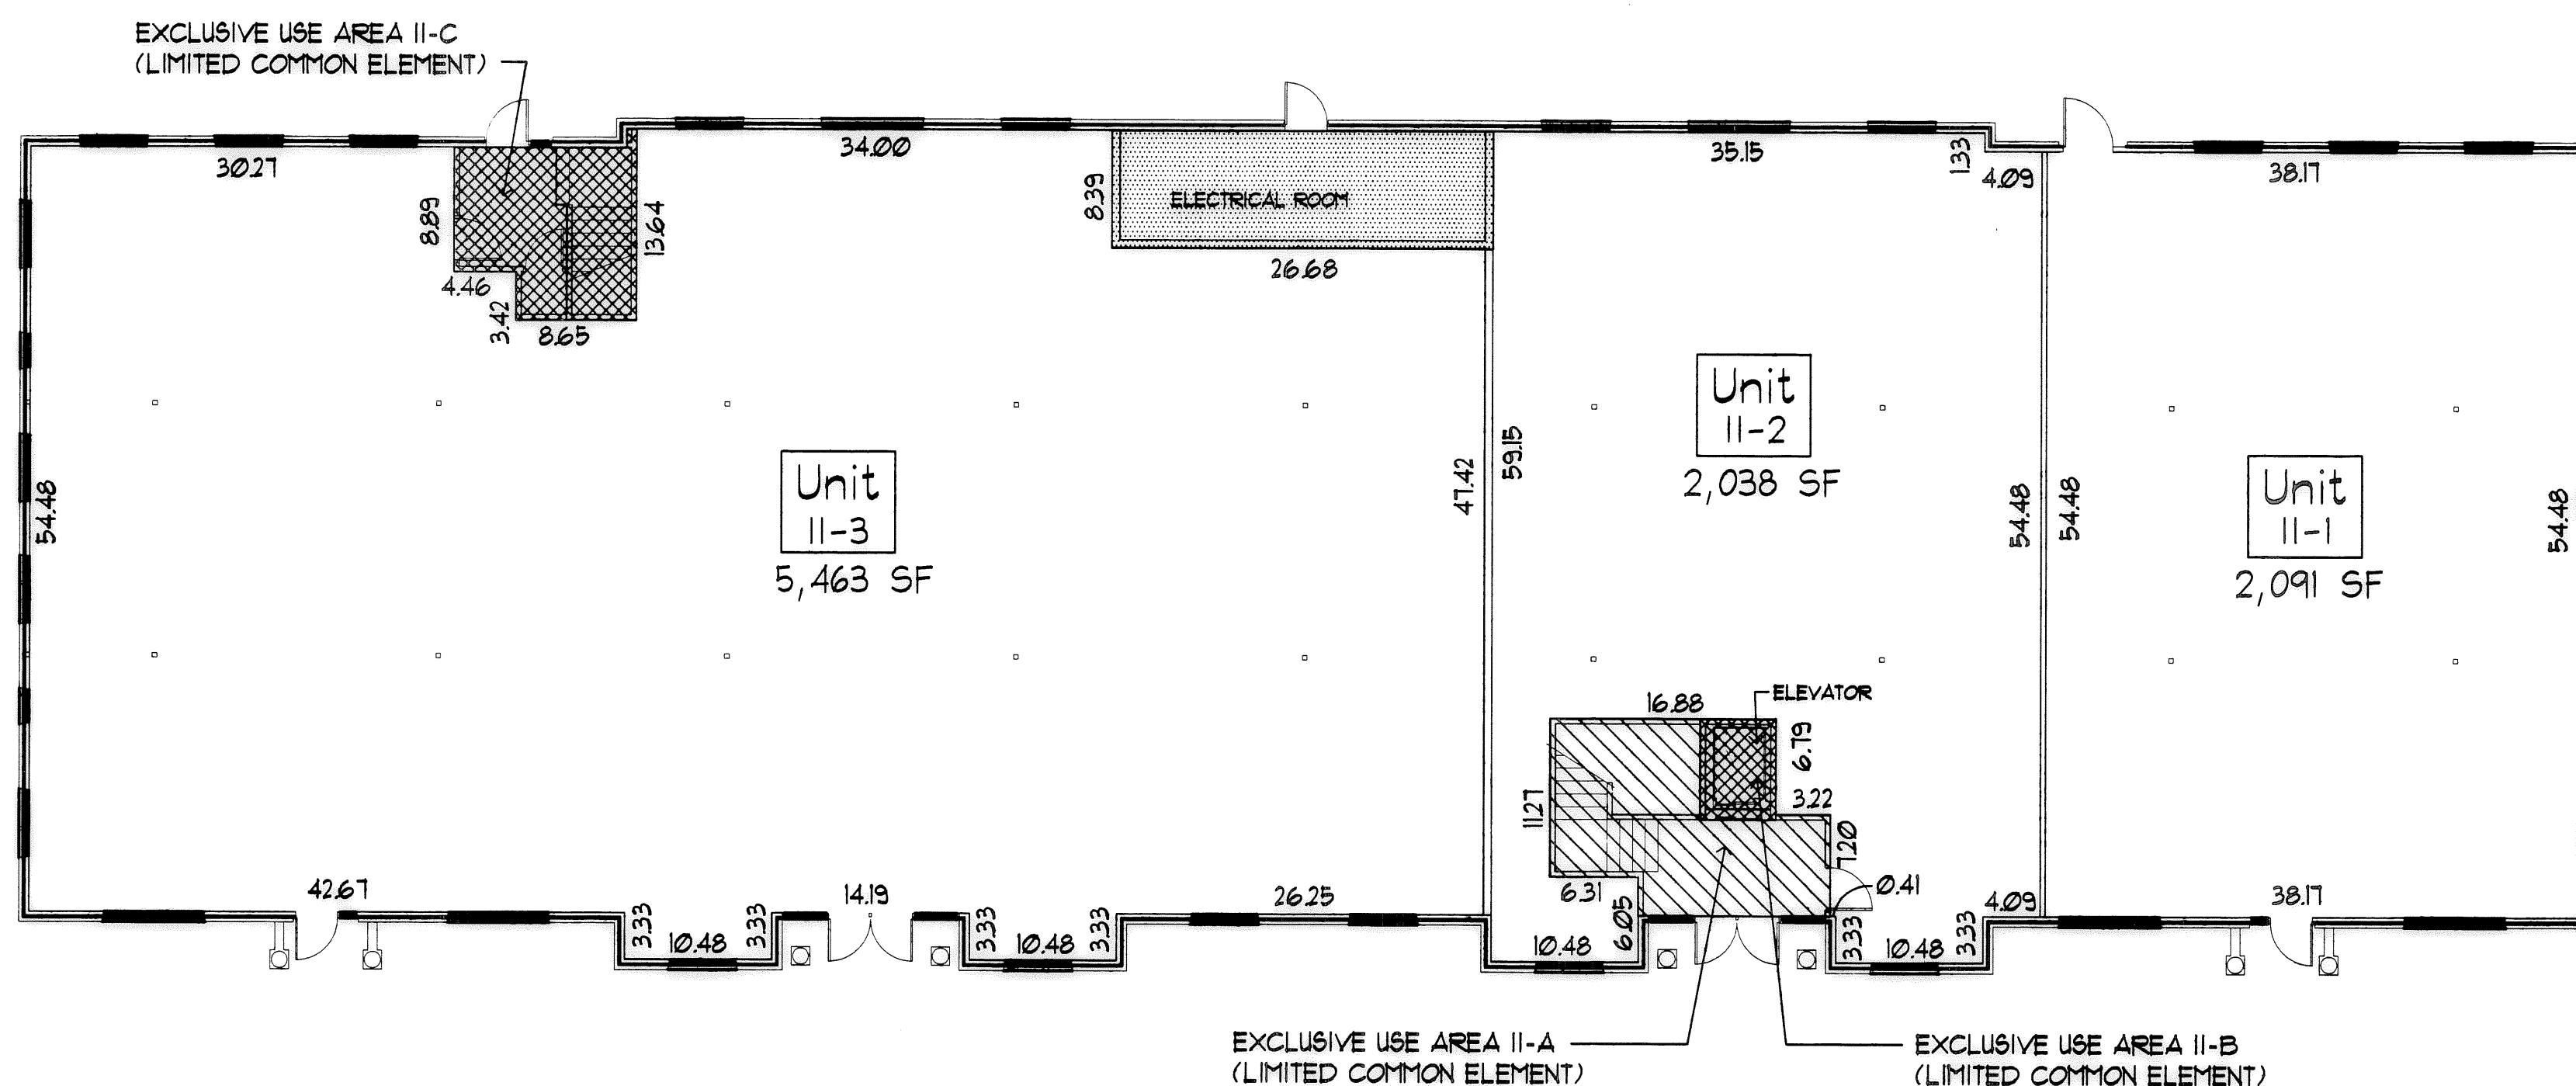 EXCLUSIVE USE AREA II-C
(LIMITED COMMON ELEMENT)
30.27
34.00
35.15
1.33
4.09
38.17
8.89
13.64
8.39
ELECTRICAL ROOM
26.68
4.46
3.42
8.65
Unit
II-2
2,038 SF
Unit
II-3
5,463 SF
Unit
II-1
2,091 SF
54.48
47.42
59.15
54.48
54.48
54.48
16.88
ELEVATOR
6.79
3.22
11.27
7.20
0.41
6.31
6.05
42.67
3.33
10.48
3.33
14.19
3.33
10.48
3.33
26.25
10.48
3.33
10.48
3.33
4.09
38.17
EXCLUSIVE USE AREA II-A
(LIMITED COMMON ELEMENT)
EXCLUSIVE USE AREA II-B
(LIMITED COMMON ELEMENT)